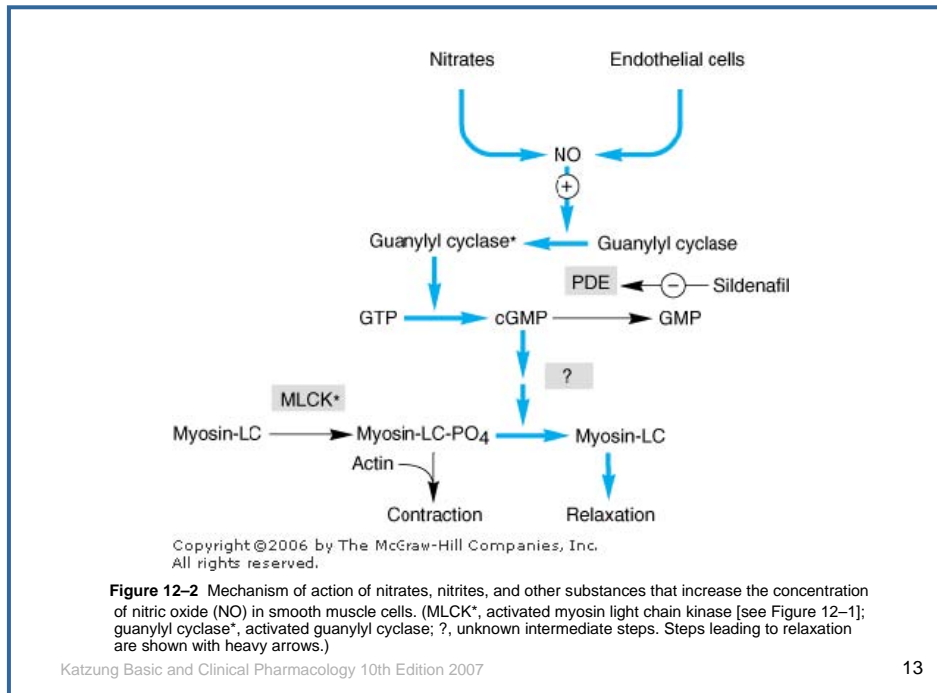 Nitrates Endothelial cells
NO
+
Guanylyl cyclase* Guanylyl cyclase
PDE − Sildenafil
GTP cGMP GMP
?
MLCK*
Myosin-LC Myosin-LC-PO4 Myosin-LC
Actin
Contraction Relaxation
Copyright ©2006 by The McGraw-Hill Companies, Inc.
All rights reserved.
Figure 12–2 Mechanism of action of nitrates, nitrites, and other substances that increase the concentration
of nitric oxide (NO) in smooth muscle cells. (MLCK*, activated myosin light chain kinase [see Figure 12–1];
guanylyl cyclase*, activated guanylyl cyclase; ?, unknown intermediate steps. Steps leading to relaxation
are shown with heavy arrows.)
Katzung Basic and Clinical Pharmacology 10th Edition 2007 13